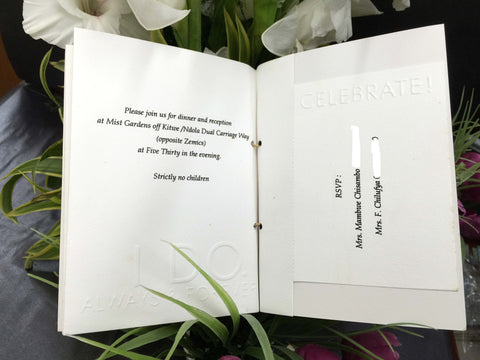 Please join us for dinner and reception
at Mist Gardens off Kitwe /Ndola Dual Carriage Way
(opposite Zemics)
at Five Thirty in the evening.
Strictly no children
I DO.
ALWAYS & FOREVER
CELEBRATE!
RSVP :
Mrs. Mambwe Chisambo
Mrs. F. Chilufya (